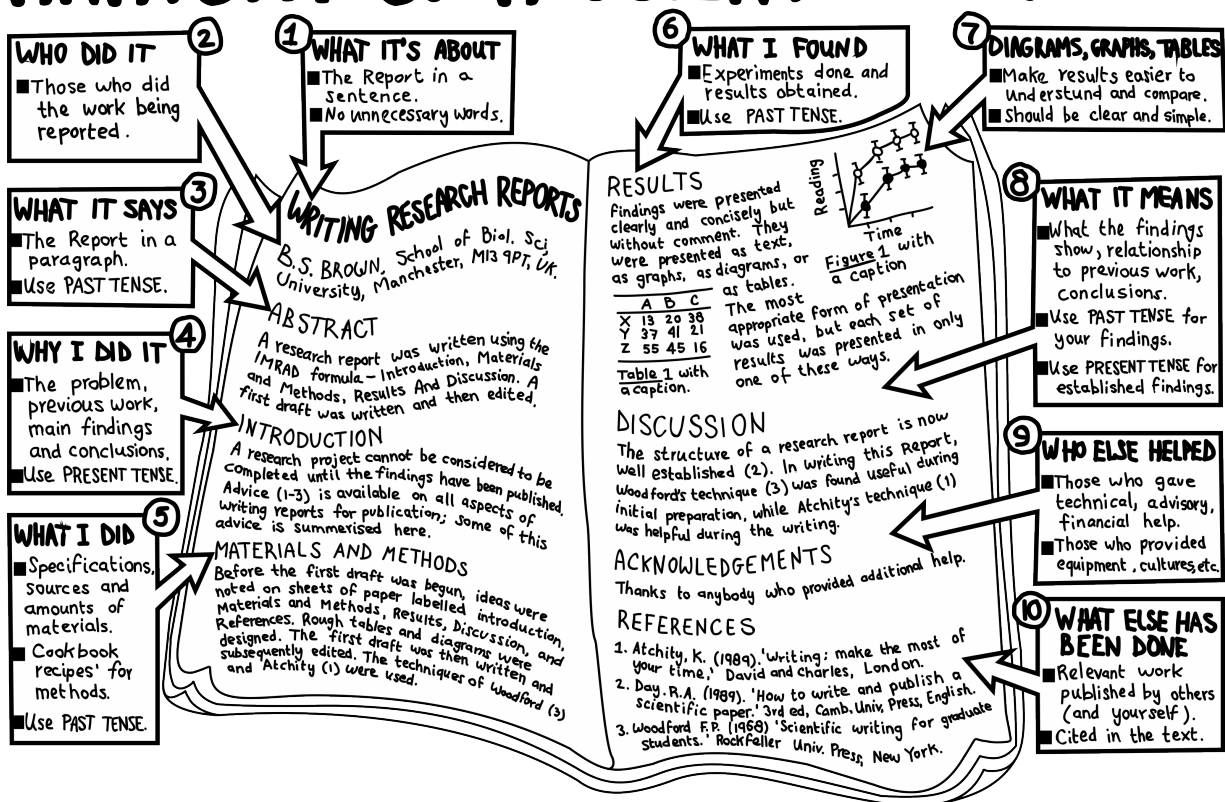 2
WHO DID IT
Those who did
the work being
reported.
1
WHAT IT'S ABOUT
The Report in a
sentence.
No unnecessary words.
6
WHAT I FOUND
Experiments done and
results obtained.
Use PAST TENSE.
7
DIAGRAMS, GRAPHS, TABLES
Make results easier to
understund and compare.
Should be clear and simple.
3
WHAT IT SAYS
The Report in a
paragraph.
Use PAST TENSE.
4
WHY I DID IT
The problem,
previous work,
main findings
and conclusions.
Use PRESENT TENSE.
5
WHAT I DID
Specifications,
sources and
amounts of
materials.
Cookbook
recipes' for
methods.
Use PAST TENSE.
WRITING RESEARCH REPORTS
B.S. BROWN, School of Biol. Sci,
University, Manchester, M13 9PT, UK.
ABSTRACT
A research report was written using the
IMRAD formula – Introduction, Materials
and Methods, Results And Discussion. A
first draft was written and then edited.
INTRODUCTION
A research project cannot be considered to be
completed until the findings have been published.
Advice (1-3) is available on all aspects of
writing reports for publication; some of this
advice is summerised here.
MATERIALS AND METHODS
Before the first draft was begun, ideas were
noted on sheets of paper labelled introduction,
Materials and Methods, Results, Discussion, and
References. Rough tables and diagrams were
designed. The first draft was then written and
subsequently edited. The techniques of Woodford (3)
and 'Atchity (1) were used.
RESULTS
findings were presented
clearly and concisely but
without comment. They
were presented as text,
as graphs, as diagrams, or
as tables.
The most
appropriate form of presentation
was used, but each set of
results was presented in only
one of these ways.
Reading
Time
Figure 1 with
a caption
A B C
X 13 20 38
Y 37 41 21
Z 55 45 16
Table 1 with
a caption.
DISCUSSION
The structure of a research report is now
well established (2). In writing this Report,
Woodford's technique (3) was found useful during
initial preparation, while Atchity's technique (1)
was helpful during the writing.
ACKNOWLEDGEMENTS
Thanks to anybody who provided additional help.
REFERENCES
1. Atchity, K. (1989). 'Writing: make the most of
your time,' David and Charles, London.
2. Day. R.A. (1989). 'How to write and publish a
scientific paper.' 3rd ed, Camb. Univ, Press, English.
3. Woodford F.P. (1968) 'Scientific writing for graduate
students.' Rockfeller Univ. Press, New York.
8
WHAT IT MEANS
What the findings
show, relationship
to previous work,
conclusions.
Use PAST TENSE for
your findings.
Use PRESENT TENSE for
established findings.
9
WHO ELSE HELPED
Those who gave
technical, advisory,
financial help.
Those who provided
equipment, cultures, etc.
10
WHAT ELSE HAS
BEEN DONE
Relevant work
published by others
(and yourself).
Cited in the text.